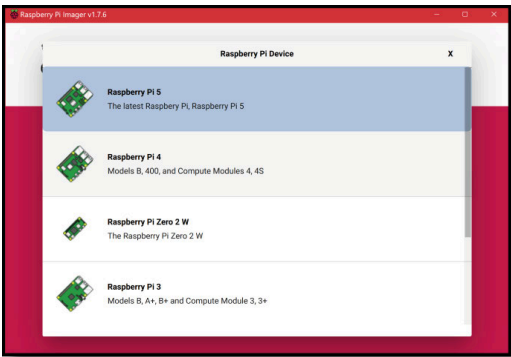 Raspberry Pi Imager v1.7.6
Raspberry Pi Device
X
Raspberry Pi 5
The latest Raspbery Pi, Raspberry Pi 5
Raspberry Pi 4
Models B, 400, and Compute Modules 4, 4S
Raspberry Pi Zero 2 W
The Raspberry Pi Zero 2 W
Raspberry Pi 3
Models B, A+, B+ and Compute Module 3, 3+